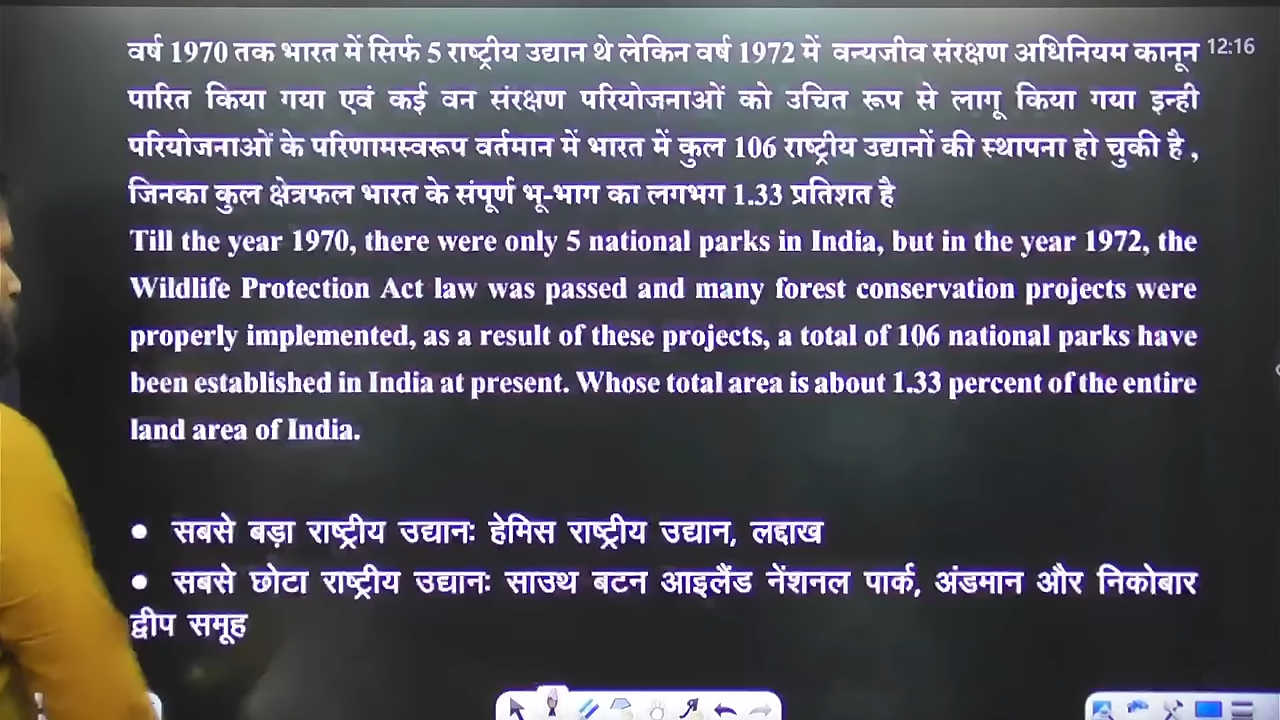 वर्ष 1970 तक भारत में सिर्फ 5 राष्ट्रीय उद्यान थे लेकिन वर्ष 1972 में वन्यजीव संरक्षण अधिनियम कानून
12:16
पारित किया गया एवं कई वन संरक्षण परियोजनाओं को उचित रूप से लागू किया गया इन्ही
परियोजनाओं के परिणामस्वरूप वर्तमान में भारत में कुल 106 राष्ट्रीय उद्यानों की स्थापना हो चुकी है ,
जिनका कुल क्षेत्रफल भारत के संपूर्ण भू-भाग का लगभग 1.33 प्रतिशत है
Till the year 1970, there were only 5 national parks in India, but in the year 1972, the
Wildlife Protection Act law was passed and many forest conservation projects were
properly implemented, as a result of these projects, a total of 106 national parks have
been established in India at present. Whose total area is about 1.33 percent of the entire
land area of India.
● सबसे बड़ा राष्ट्रीय उद्यानः हेमिस राष्ट्रीय उद्यान, लद्दाख
● सबसे छोटा राष्ट्रीय उद्यानः साउथ बटन आइलैंड नेंशनल पार्क, अंडमान और निकोबार
द्वीप समूह